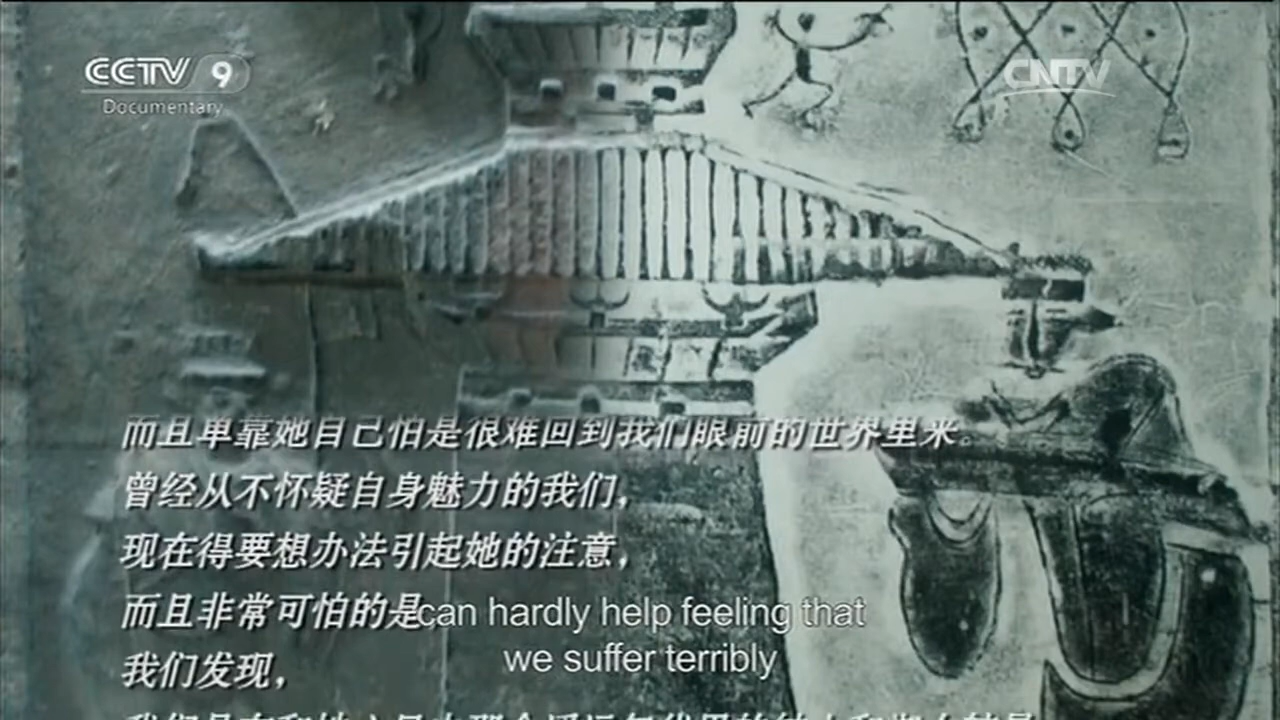 CCTV 9
Documentary
CNTV
而且单靠她自己怕是很难回到我们眼前的世界里来。
曾经从不怀疑自身魅力的我们,
现在得要想办法引起她的注意,
而且非常可怕的是
can hardly help feeling that
we suffer terribly
我们发现,